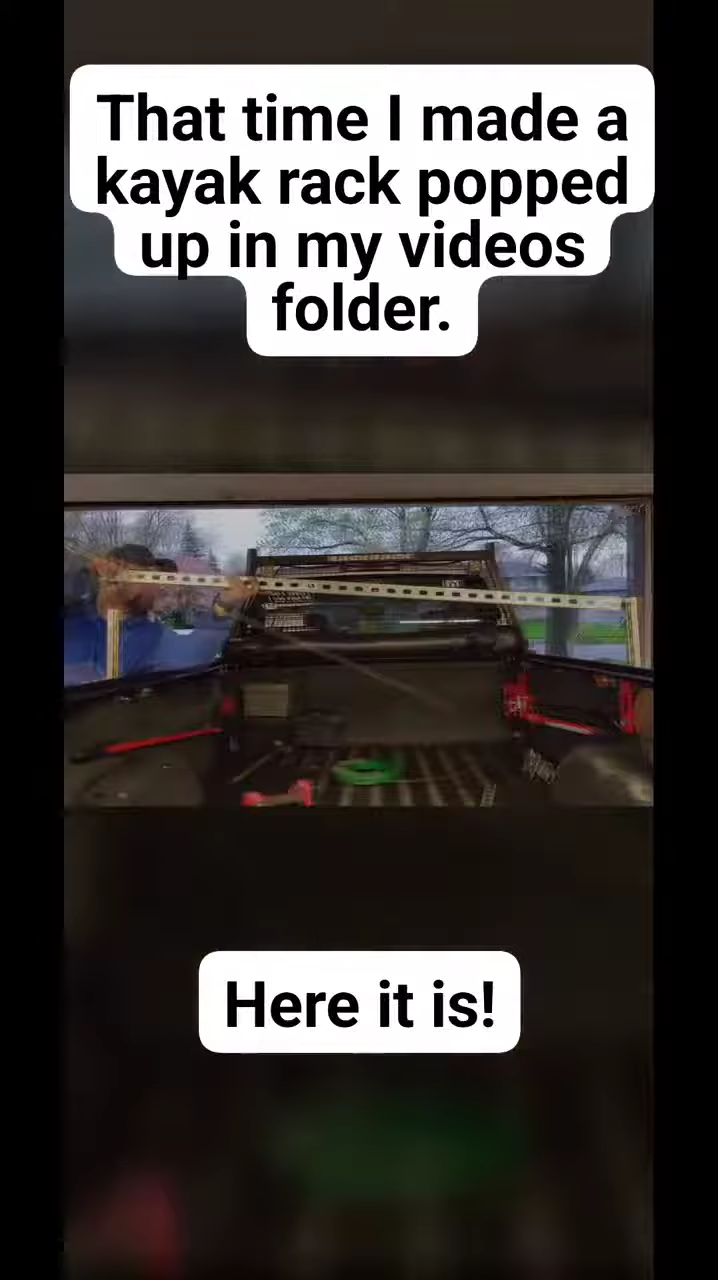 That time I made a
kayak rack popped
up in my videos
folder.
Here it is!